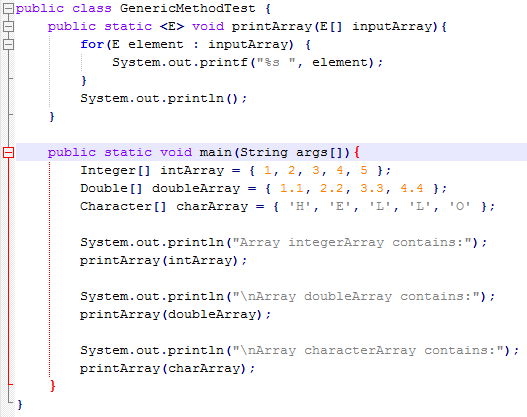 public class GenericMethodTest {
public static <E> void printArray(E[] inputArray){
for(E element : inputArray) {
System.out.printf("%s ", element);
}
System.out.println();
}
public static void main(String args[]){
Integer[] intArray = { 1, 2, 3, 4, 5 };
Double[] doubleArray = { 1.1, 2.2, 3.3, 4.4 };
Character[] charArray = { 'H', 'E', 'L', 'L', 'O' };
System.out.println("Array integerArray contains:");
printArray(intArray);
System.out.println("\nArray doubleArray contains:");
printArray(doubleArray);
System.out.println("\nArray characterArray contains:");
printArray(charArray);
}
}